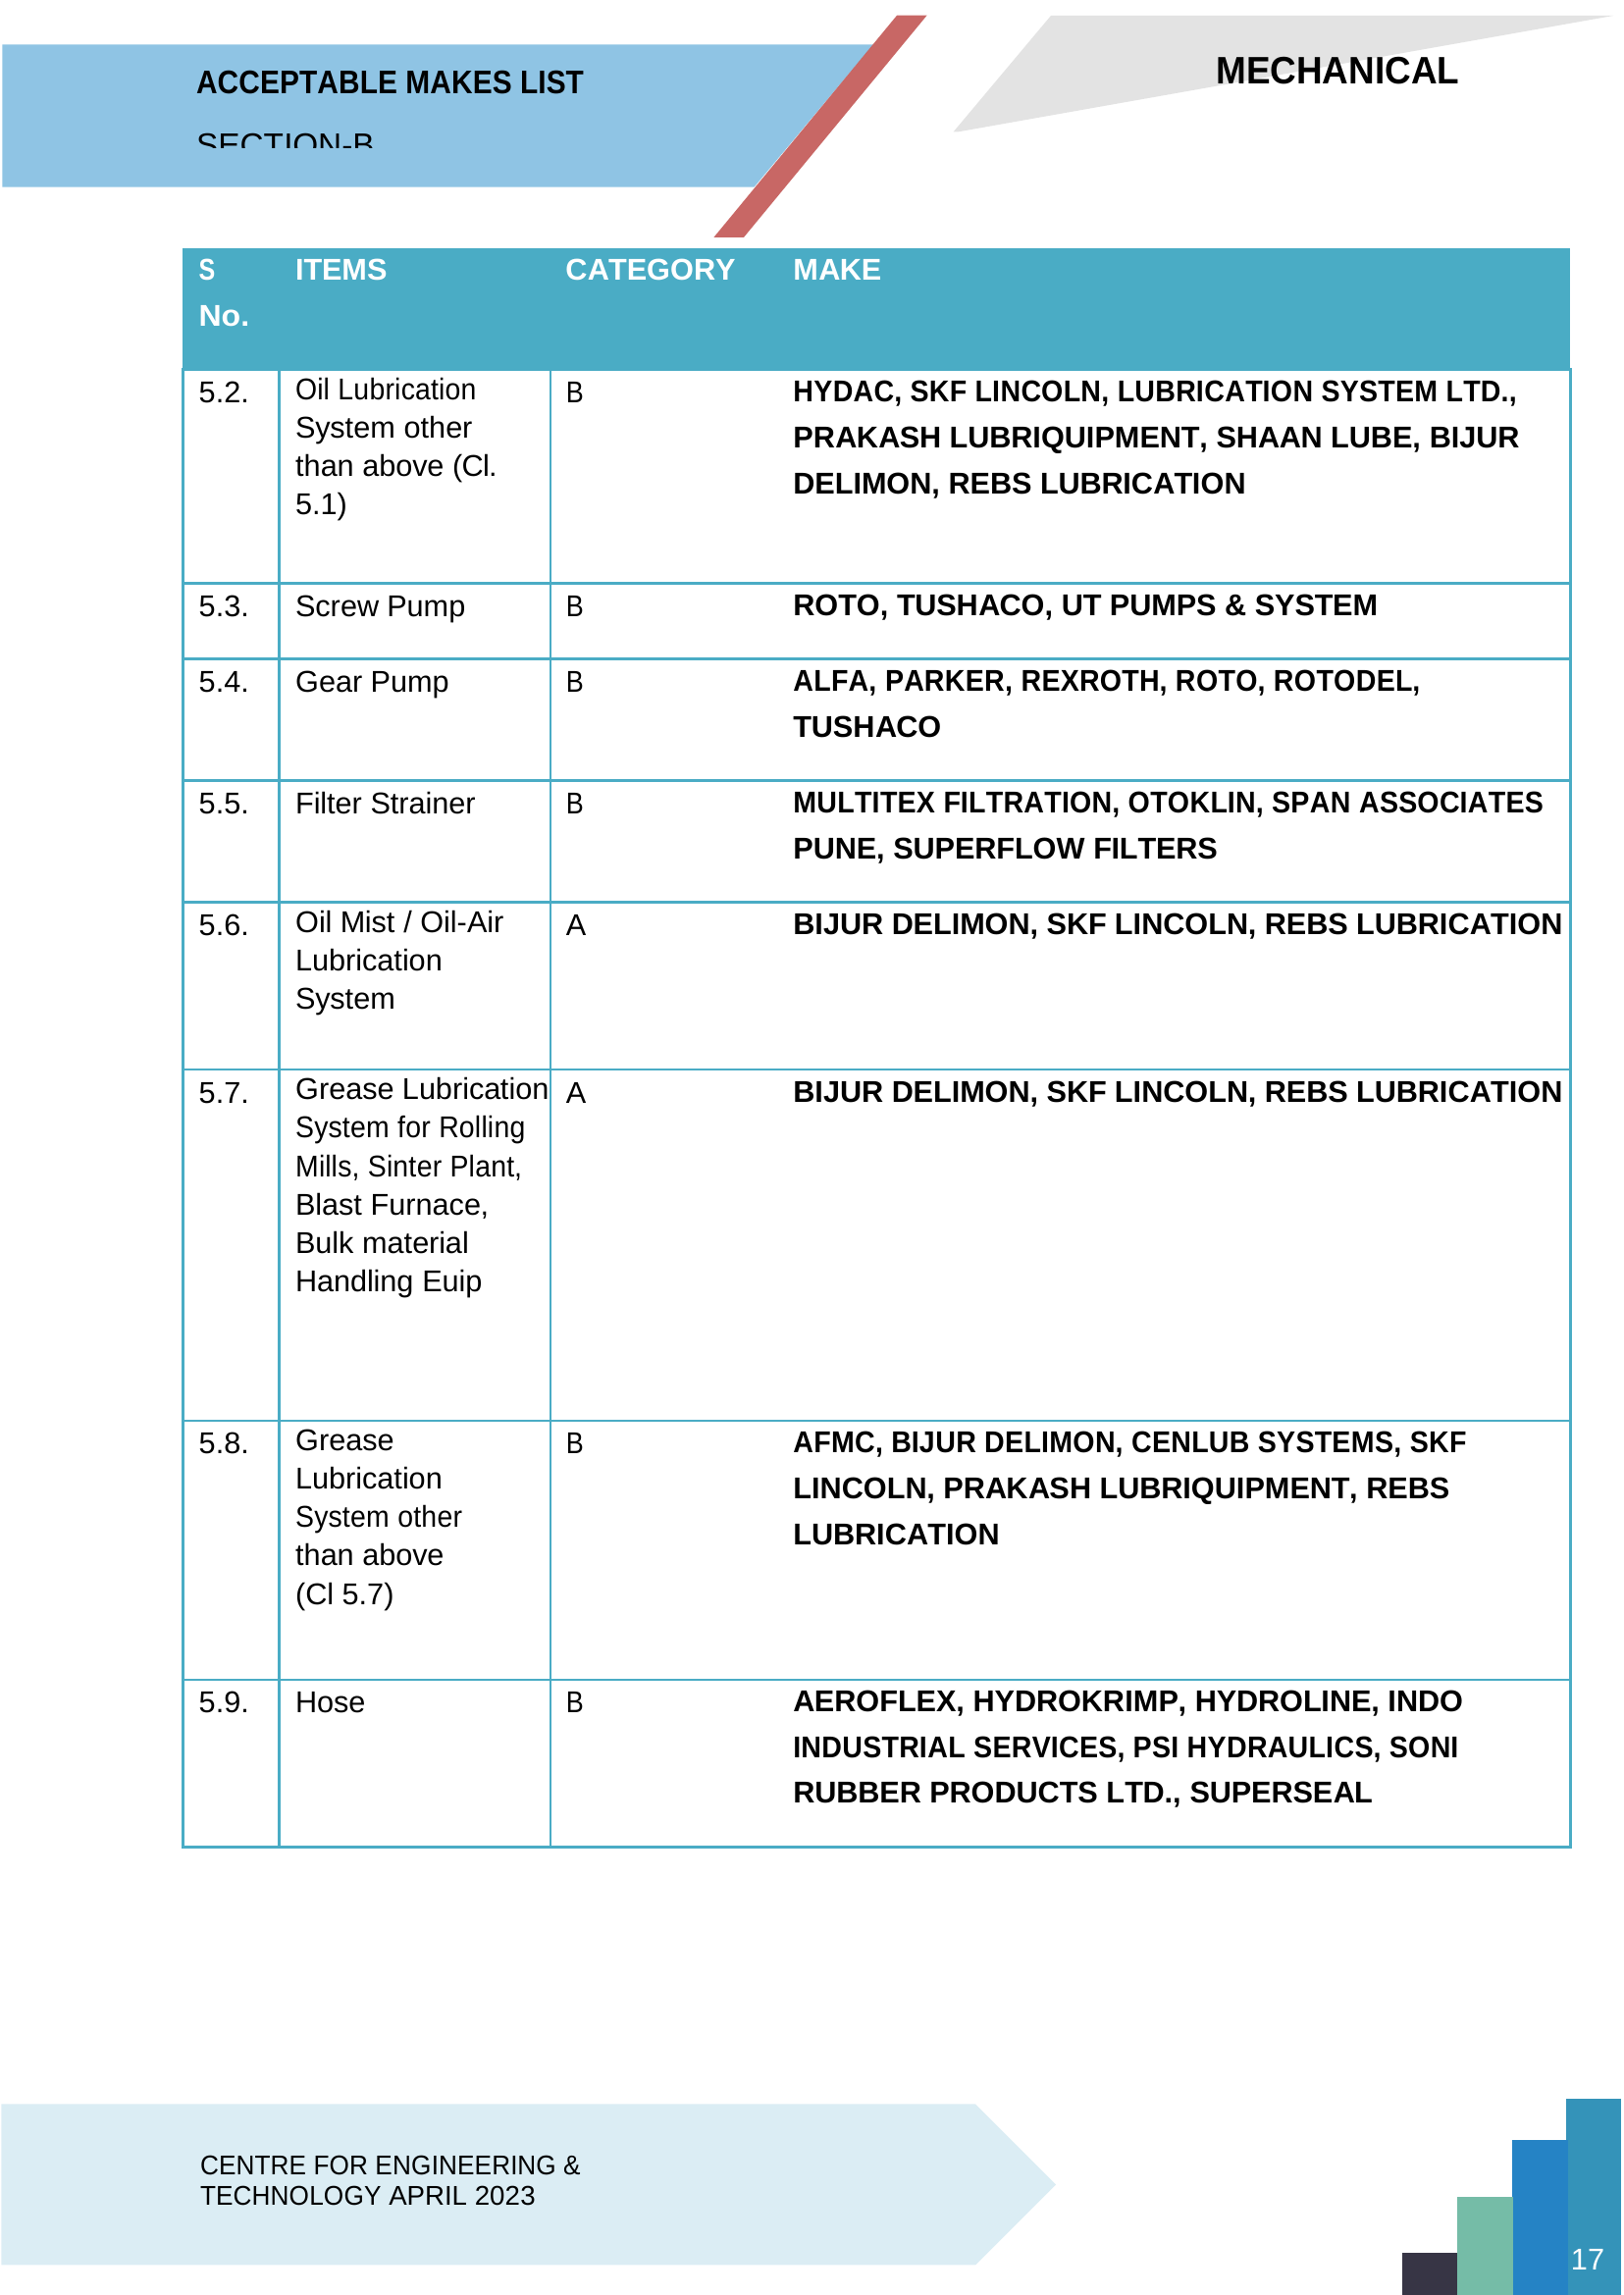 ACCEPTABLE MAKES LIST
MECHANICAL
SECTION-B
S No.	ITEMS	CATEGORY	MAKE
5.2.	Oil Lubrication System other than above (Cl. 5.1)	B	HYDAC, SKF LINCOLN, LUBRICATION SYSTEM LTD., PRAKASH LUBRIQUIPMENT, SHAAN LUBE, BIJUR DELIMON, REBS LUBRICATION
5.3.	Screw Pump	B	ROTO, TUSHACO, UT PUMPS & SYSTEM
5.4.	Gear Pump	B	ALFA, PARKER, REXROTH, ROTO, ROTODEL, TUSHACO
5.5.	Filter Strainer	B	MULTITEX FILTRATION, OTOKLIN, SPAN ASSOCIATES PUNE, SUPERFLOW FILTERS
5.6.	Oil Mist / Oil-Air Lubrication System	A	BIJUR DELIMON, SKF LINCOLN, REBS LUBRICATION
5.7.	Grease Lubrication System for Rolling Mills, Sinter Plant, Blast Furnace, Bulk material Handling Euip	A	BIJUR DELIMON, SKF LINCOLN, REBS LUBRICATION
5.8.	Grease Lubrication System other than above (Cl 5.7)	B	AFMC, BIJUR DELIMON, CENLUB SYSTEMS, SKF LINCOLN, PRAKASH LUBRIQUIPMENT, REBS LUBRICATION
5.9.	Hose	B	AEROFLEX, HYDROKRIMP, HYDROLINE, INDO INDUSTRIAL SERVICES, PSI HYDRAULICS, SONI RUBBER PRODUCTS LTD., SUPERSEAL
CENTRE FOR ENGINEERING &
TECHNOLOGY APRIL 2023
17